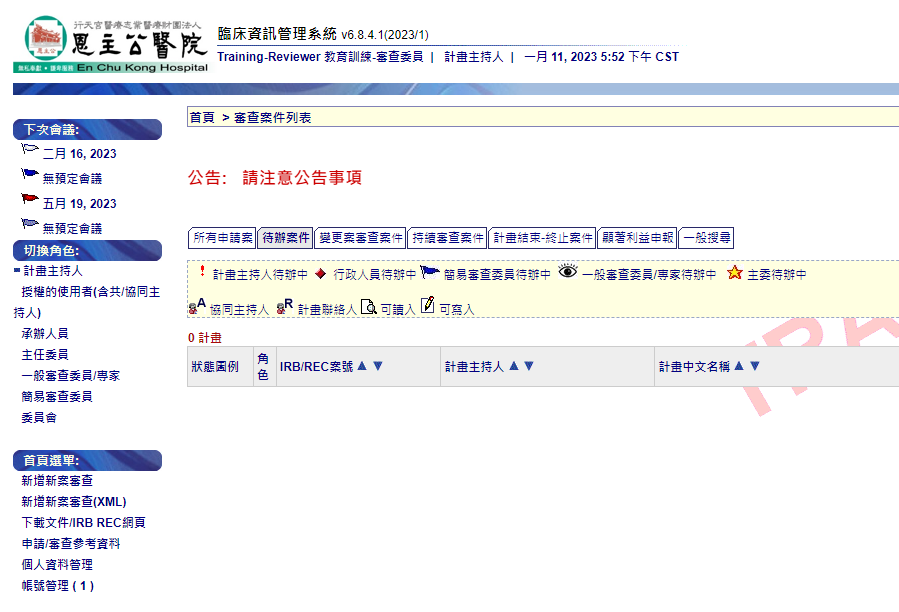 行天宮醫療志業醫療財團法人
恩主公醫院
En Chu Kong Hospital
臨床資訊管理系統 v6.8.4.1(2023/1)
Training-Reviewer 教育訓練-審查委員 | 計畫主持人 | 一月 11, 2023 5:52 下午 CST
首頁 > 審查案件列表
下次會議:
二月 16, 2023
無預定會議
五月 19, 2023
無預定會議
切換角色:
計畫主持人
授權的使用者(含共/協同主
持人)
承辦人員
主任委員
一般審查委員/專家
簡易審查委員
委員會
首頁選單:
新增新案審查
新增新案審查(XML)
下載文件/IRB REC網頁
申請/審查參考資料
個人資料管理
帳號管理 ( 1 )
公告: 請注意公告事項
所有申請案 待辦案件 變更案審查案件 持續審查案件 計畫結束-終止案件 顯著利益申報 一般搜尋
計畫主持人待辦中 行政人員待辦中 簡易審查委員待辦中 一般審查委員/專家待辦中 主委待辦中
A 協同主持人 R 計畫聯絡人 可讀入 可寫入
0 計畫
狀態圖例 角色 IRB/REC案號 ▲ ▼ 計畫主持人 ▲ ▼ 計畫中文名稱 ▲ ▼